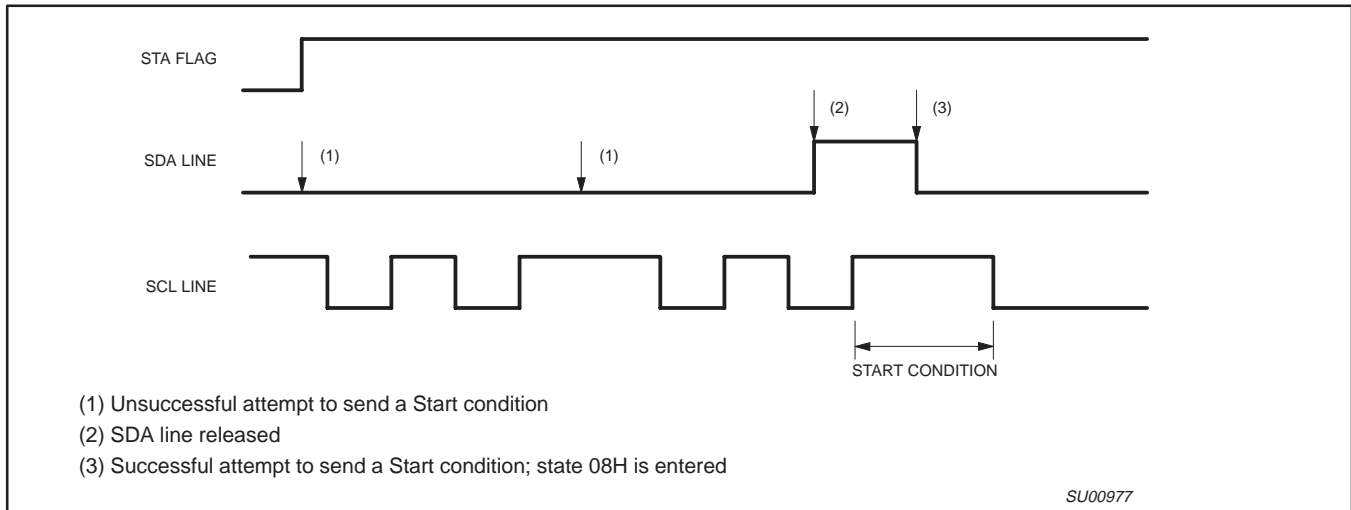 STA FLAG
(2)
(3)
SDA LINE
(1)
(1)
SCL LINE
START CONDITION
(1) Unsuccessful attempt to send a Start condition
(2) SDA line released
(3) Successful attempt to send a Start condition; state 08H is entered
SU00977